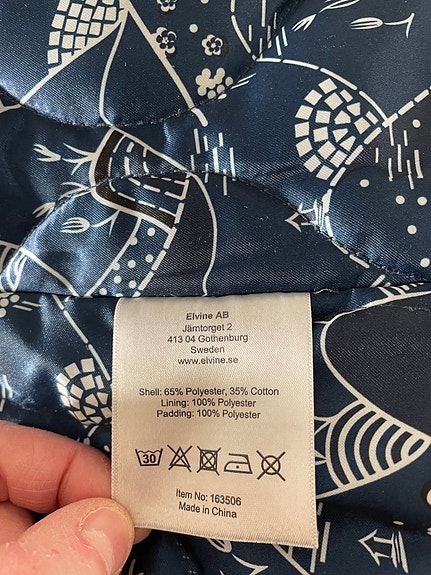 Elvine AB
Jämtorget 2
413 04 Gothenburg
Sweden
www.elvine.se
Shell: 65% Polyester, 35% Cotton
Lining: 100% Polyester
Padding: 100% Polyester
30
Item No: 163506
Made in China